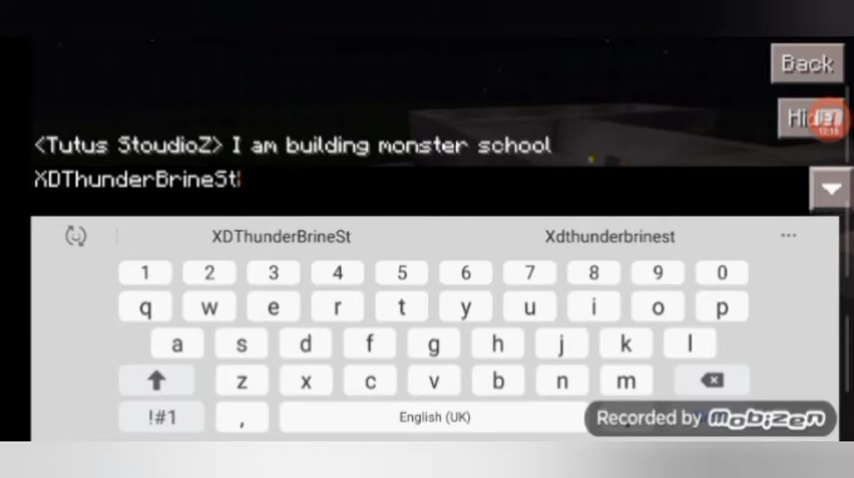 Back
Hide
<Tutus StoudioZ> I am building monster school
XDThunderBrineSt
XDThunderBrineSt Xdthunderbrinest ...
1 2 3 4 5 6 7 8 9 0
q w e r t y u i o p
a s d f g h j k l
z x c v b n m
!#1 , English (UK)
Recorded by mobizen